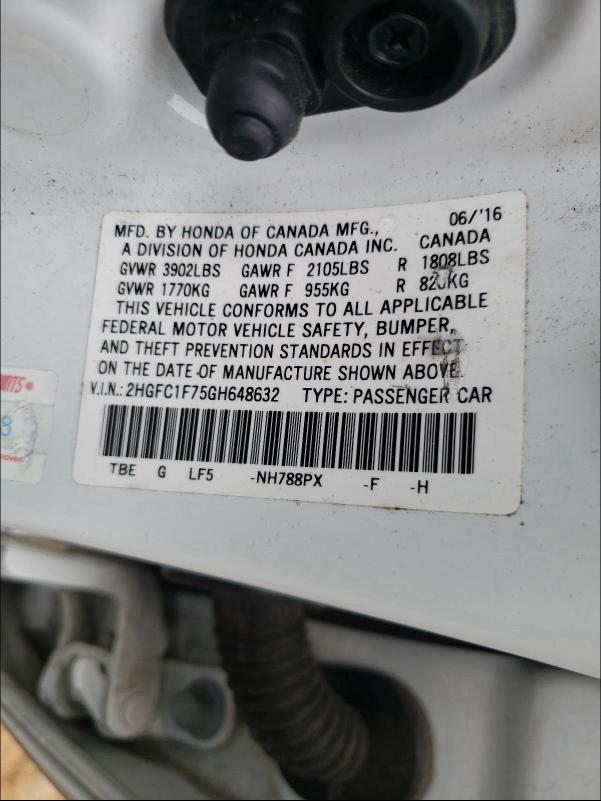 06/'16
MFD. BY HONDA OF CANADA MFG.,
A DIVISION OF HONDA CANADA INC. CANADA
GVWR 3902LBS GAWR F 2105LBS R 1808LBS
GVWR 1770KG GAWR F 955KG R
THIS VEHICLE CONFORMS TO ALL APPLICABLE
FEDERAL MOTOR VEHICLE SAFETY, BUMPER,
AND THEFT PREVENTION STANDARDS IN EFFECT
ON THE DATE OF MANUFACTURE SHOWN ABOVE.
V.I.N.: 2HGFC1F75GH648632 TYPE: PASSENGER CAR
TBE G LF5 -NH788PX -F -H